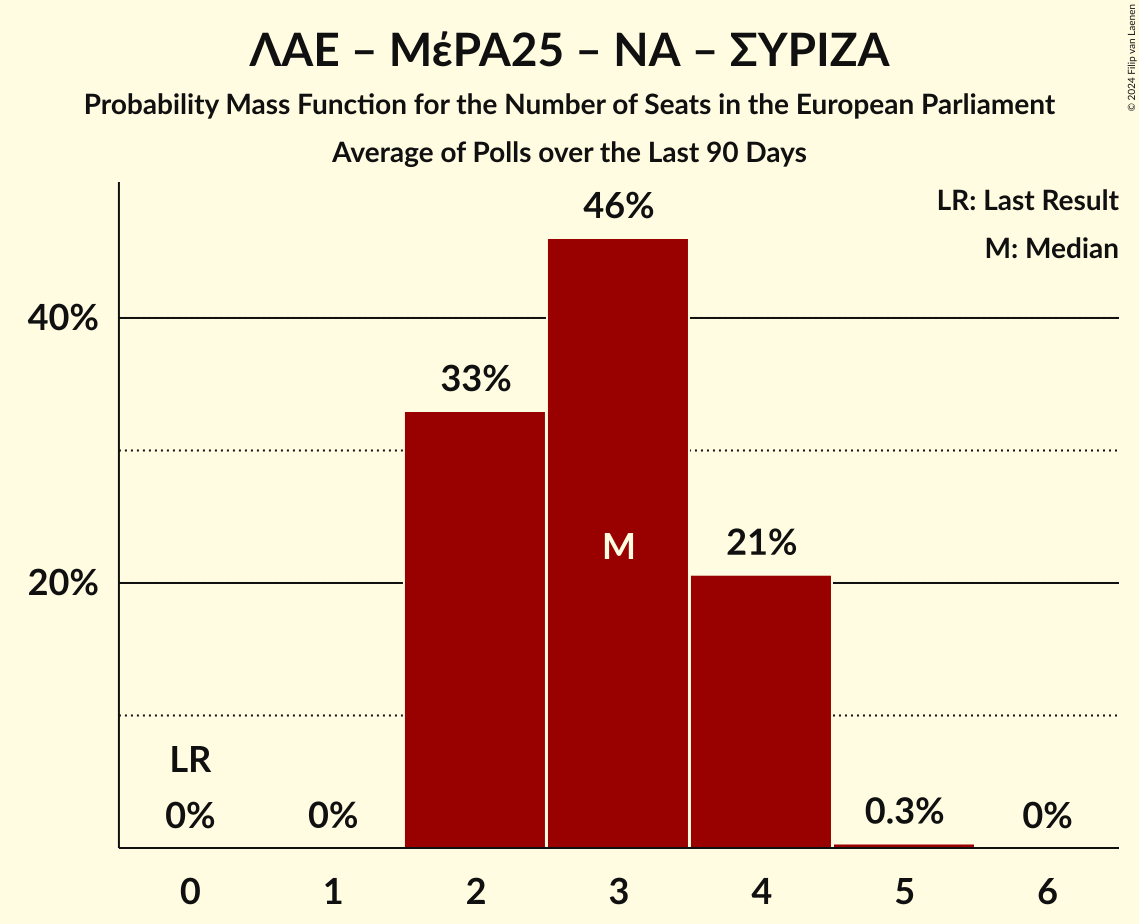 ΛΑΕ – ΜέΡΑ25 – ΝΑ – ΣΥΡΙΖΑ
Probability Mass Function for the Number of Seats in the European Parliament
Average of Polls over the Last 90 Days
© 2024 Filip van Laenen
LR: Last Result
M: Median
46%
40%
33%
M
21%
20%
LR
0%
0%
0.3%
0%
0 1 2 3 4 5 6